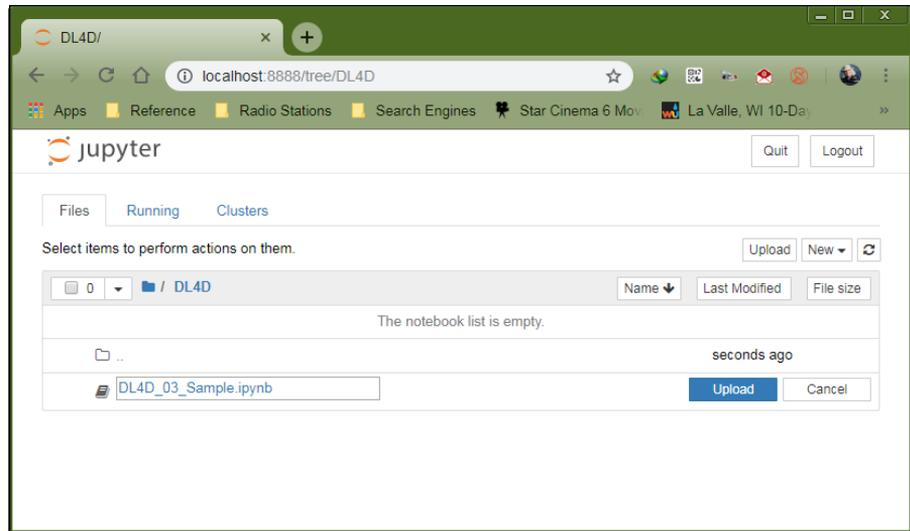 DL4D/
localhost:8888/tree/DL4D
Apps Reference Radio Stations Search Engines Star Cinema 6 Mov La Valle, WI 10-Day
jupyter Quit Logout
Files Running Clusters
Select items to perform actions on them. Upload New
0 / DL4D Name Last Modified File size
The notebook list is empty.
.. seconds ago
DL4D_03_Sample.ipynb Upload Cancel